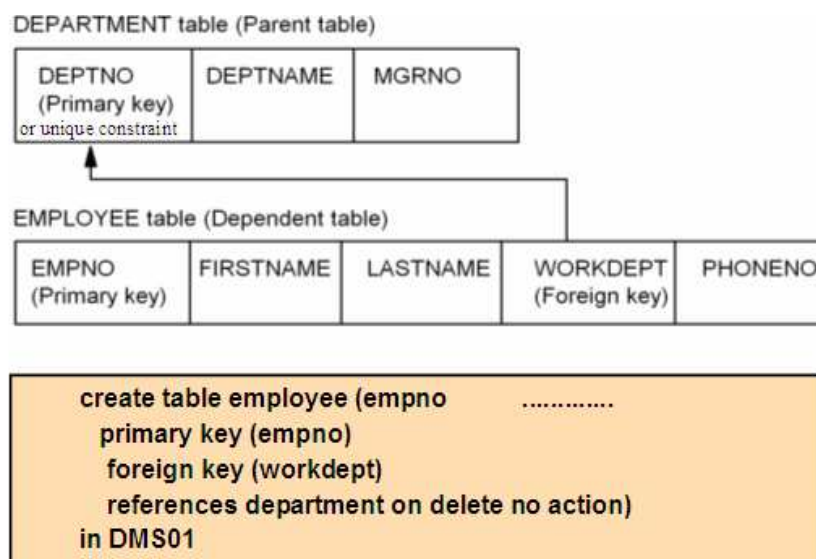 DEPARTMENT table (Parent table)
DEPTNO
(Primary key)
or unique constraint
DEPTNAME
MGRNO
EMPLOYEE table (Dependent table)
EMPNO
(Primary key)
FIRSTNAME
LASTNAME
WORKDEPT
(Foreign key)
PHONENO
create table employee (empno .............
primary key (empno)
foreign key (workdept)
references department on delete no action)
in DMS01